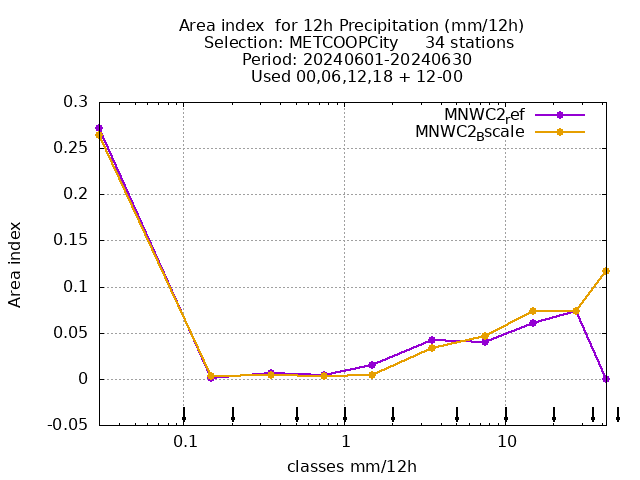 Area index  for 12h Precipitation (mm/12h)
Selection: METCOOPCity     34 stations
Period: 20240601-20240630
Used 00,06,12,18 + 12-00
MNWC2ref
MNWC2Bscale
0.3
0.25
0.2
0.15
0.1
0.05
0
-0.05
Area index
0.1 1 10
classes mm/12h